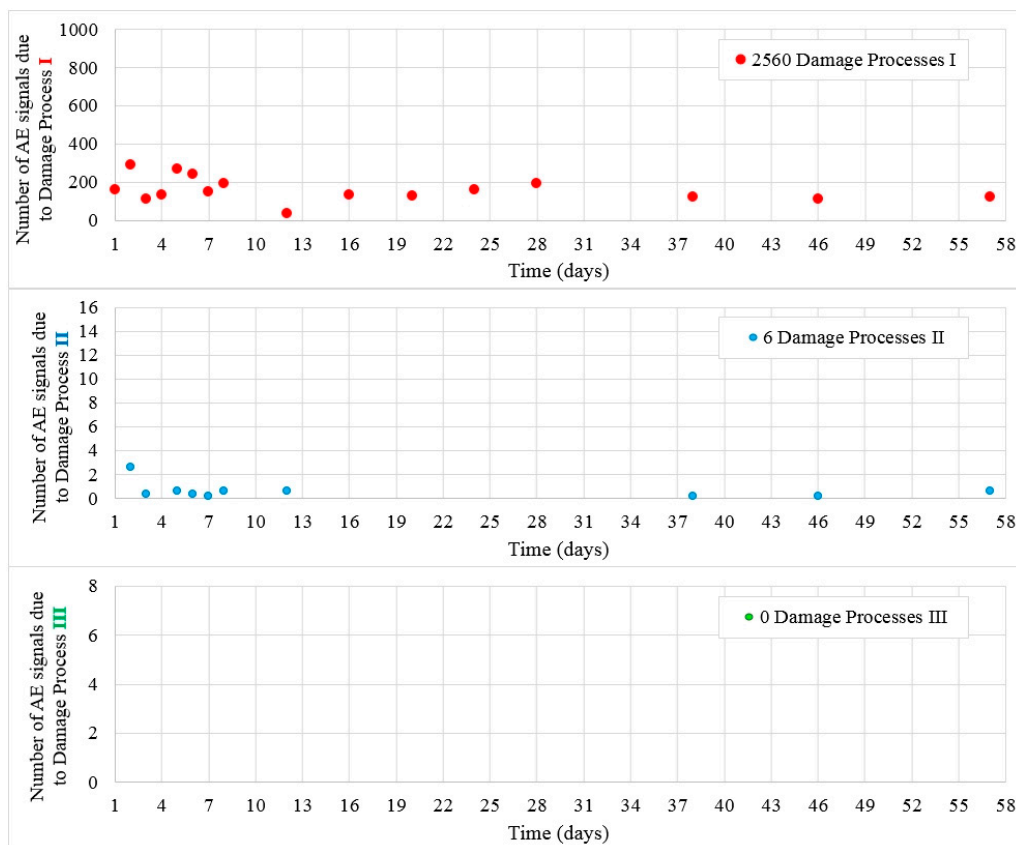 Number of AE signals due
to Damage Process I
1000
800
600
400
200
0
2560 Damage Processes I
1 4 7 10 13 16 19 22 25 28 31 34 37 40 43 46 49 52 55 58
Time (days)
Number of AE signals due
to Damage Process II
16
14
12
10
8
6
4
2
0
6 Damage Processes II
1 4 7 10 13 16 19 22 25 28 31 34 37 40 43 46 49 52 55 58
Time (days)
Number of AE signals due
to Damage Process III
8
6
4
2
0
0 Damage Processes III
1 4 7 10 13 16 19 22 25 28 31 34 37 40 43 46 49 52 55 58
Time (days)